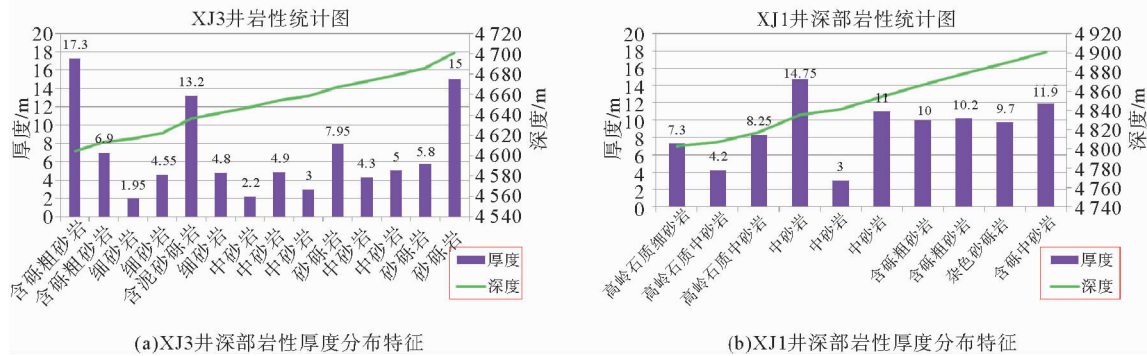 XJ3井岩性统计图
厚度/m
20
18
16
14
12
10
8
6
4
2
0
17.3
6.9
1.95
4.55
13.2
4.8
2.2
4.9
3
7.95
4.3
5
5.8
15
4 720
4 700
4 680
4 660
4 640
4 620
4 600
4 580
4 560
4 540
深度/m
含砾粗砂岩
含砾粗砂岩
细砂岩
细砂岩
含泥砂砾岩
细砂岩
中砂岩
中砂岩
中砂岩
砂砾岩
中砂岩
中砂岩
砂砾岩
砂砾岩
厚度
深度
(a)XJ3井深部岩性厚度分布特征
XJ1井深部岩性统计图
厚度/m
20
18
16
14
12
10
8
6
4
2
0
7.3
4.2
8.25
14.75
3
11
10
10.2
9.7
11.9
4 920
4 900
4 880
4 860
4 840
4 820
4 800
4 780
4 760
4 740
深度/m
高岭石质细砂岩
高岭石质中砂岩
高岭石质中砂岩
中砂岩
中砂岩
中砂岩
含砾粗砂岩
含砾粗砂岩
杂色砂砾岩
含砾中砂岩
厚度
深度
(b)XJ1井深部岩性厚度分布特征